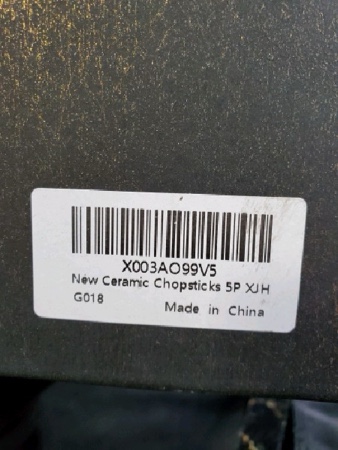 X003AO99V5
New Ceramic Chopsticks 5P XJH
G018
Made in China